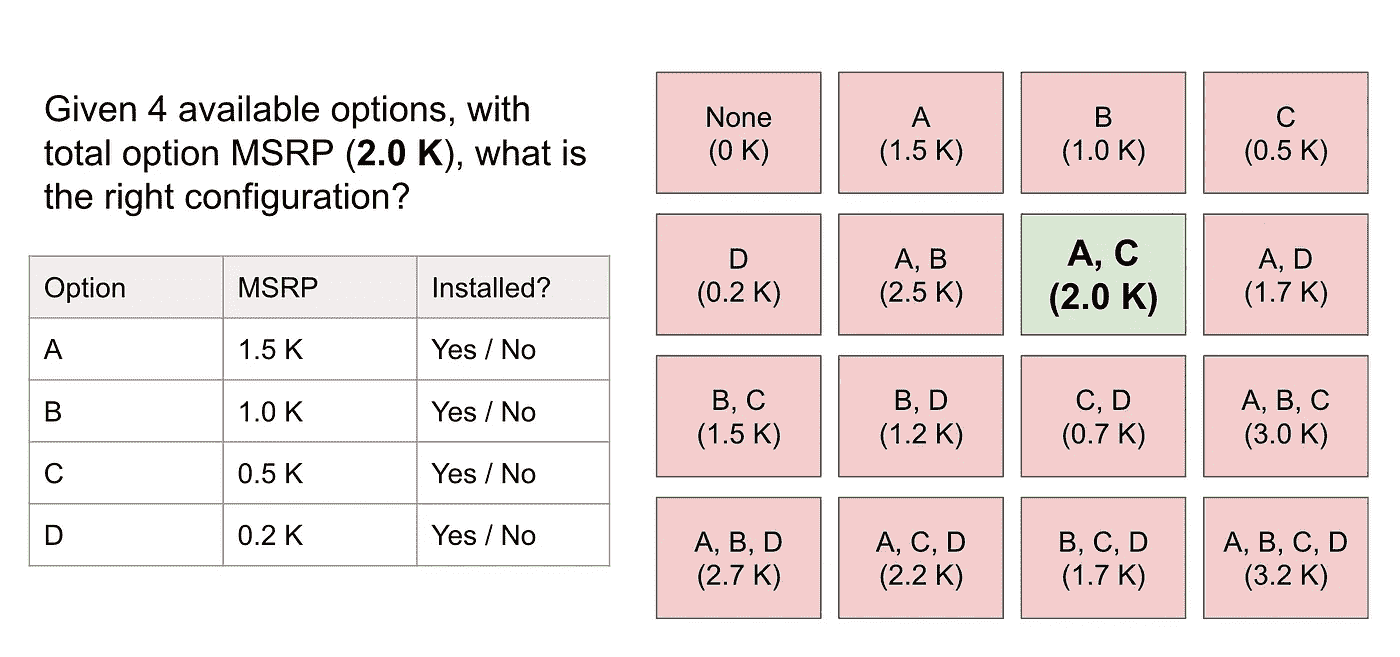 Given 4 available options, with
total option MSRP (2.0 K), what is
the right configuration?
Option MSRP Installed?
A 1.5 K Yes / No
B 1.0 K Yes / No
C 0.5 K Yes / No
D 0.2 K Yes / No
None
(0 K)
A
(1.5 K)
B
(1.0 K)
C
(0.5 K)
D
(0.2 K)
A, B
(2.5 K)
A, C
(2.0 K)
A, D
(1.7 K)
B, C
(1.5 K)
B, D
(1.2 K)
C, D
(0.7 K)
A, B, C
(3.0 K)
A, B, D
(2.7 K)
A, C, D
(2.2 K)
B, C, D
(1.7 K)
A, B, C, D
(3.2 K)